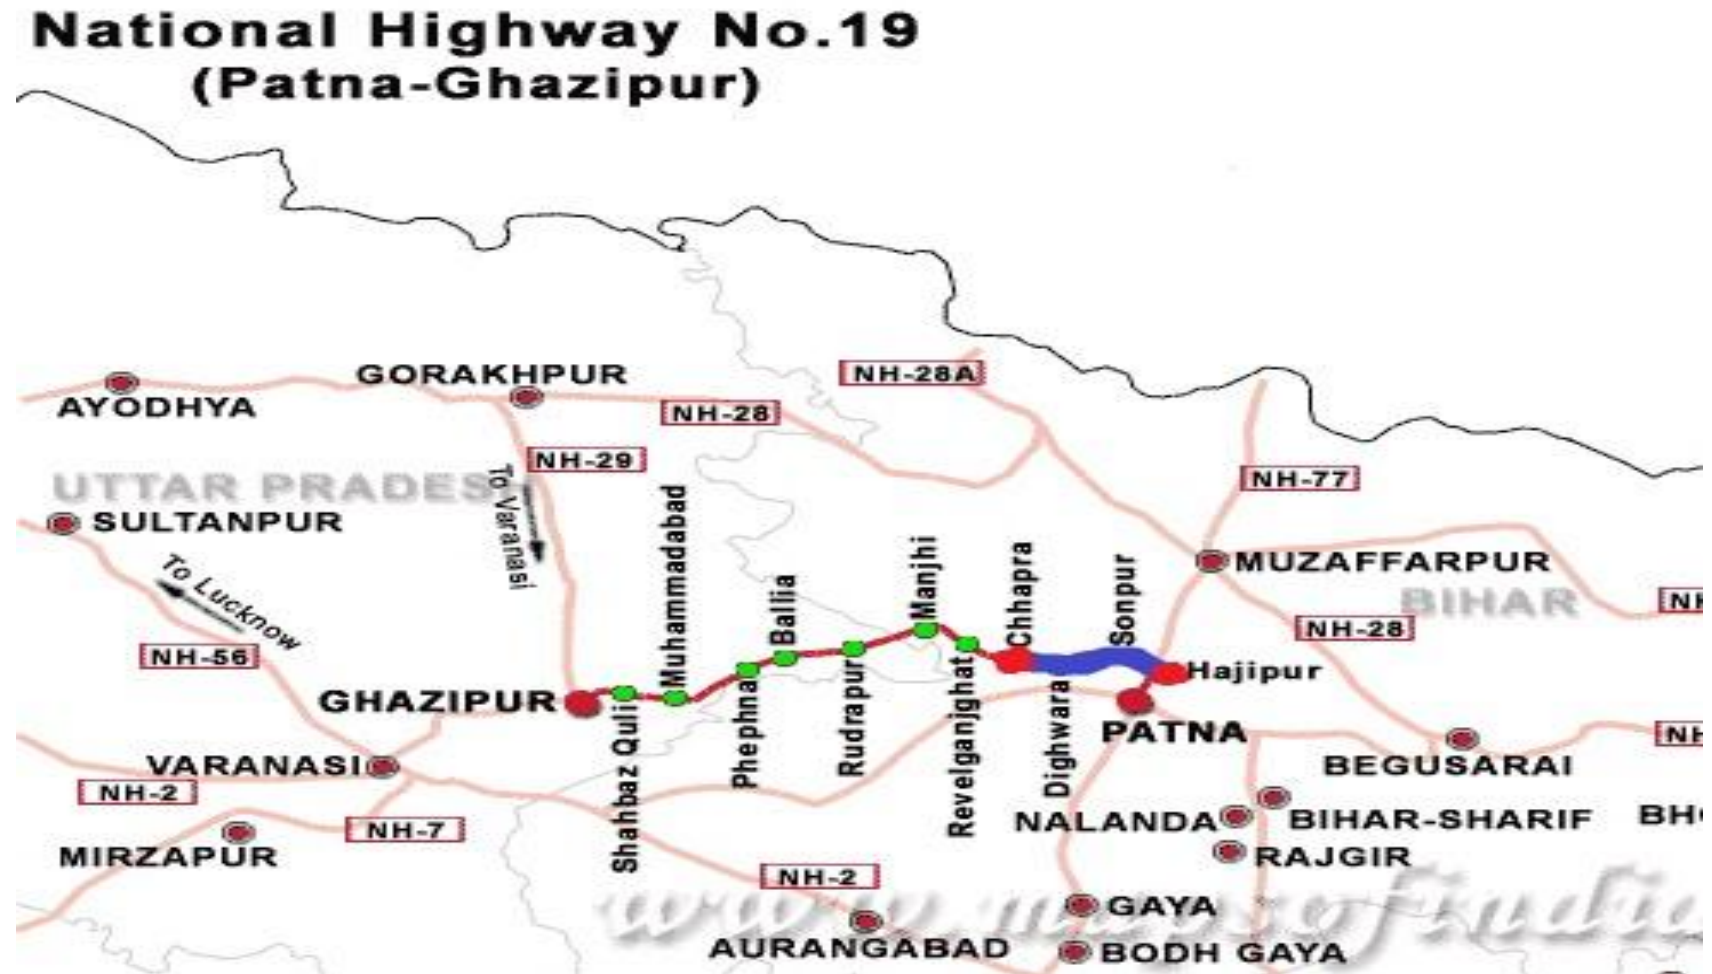 National Highway No.19
(Patna-Ghazipur)
NH-28A
GORAKHPUR
AYODHYA
NH-28
NH-29
To Varanasi
NH-77
UTTAR PRADES
SULTANPUR
Muhammadabad
Manjhi
Chhapra
Sonpur
MUZAFFARPUR
To Lucknow
Ballia
BIHAR
NH-28
NH-56
Hajipur
GHAZIPUR
Shahbaz Quli
Phephna
Rudrapur
Revelganjghat
Dighwara
PATNA
VARANASI
BEGUSARAI
NH-2
NH-7
NALANDA
BIHAR-SHARIF
MIRZAPUR
RAJGIR
NH-2
GAYA
www.mapsofindia
AURANGABAD
BODH GAYA